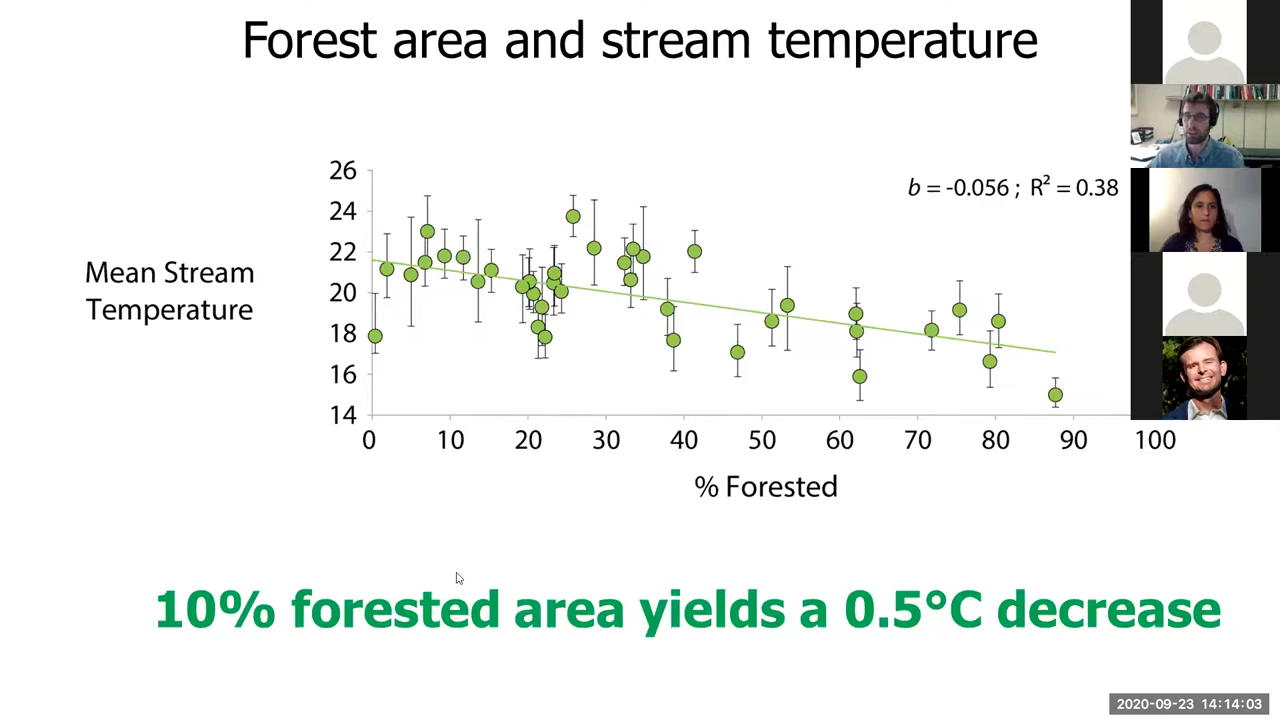 Forest area and stream temperature
b = -0.056 ; R² = 0.38
Mean Stream
Temperature
26
24
22
20
18
16
14
0 10 20 30 40 50 60 70 80 90 100
% Forested
10% forested area yields a 0.5°C decrease
2020-09-23 14:14:03